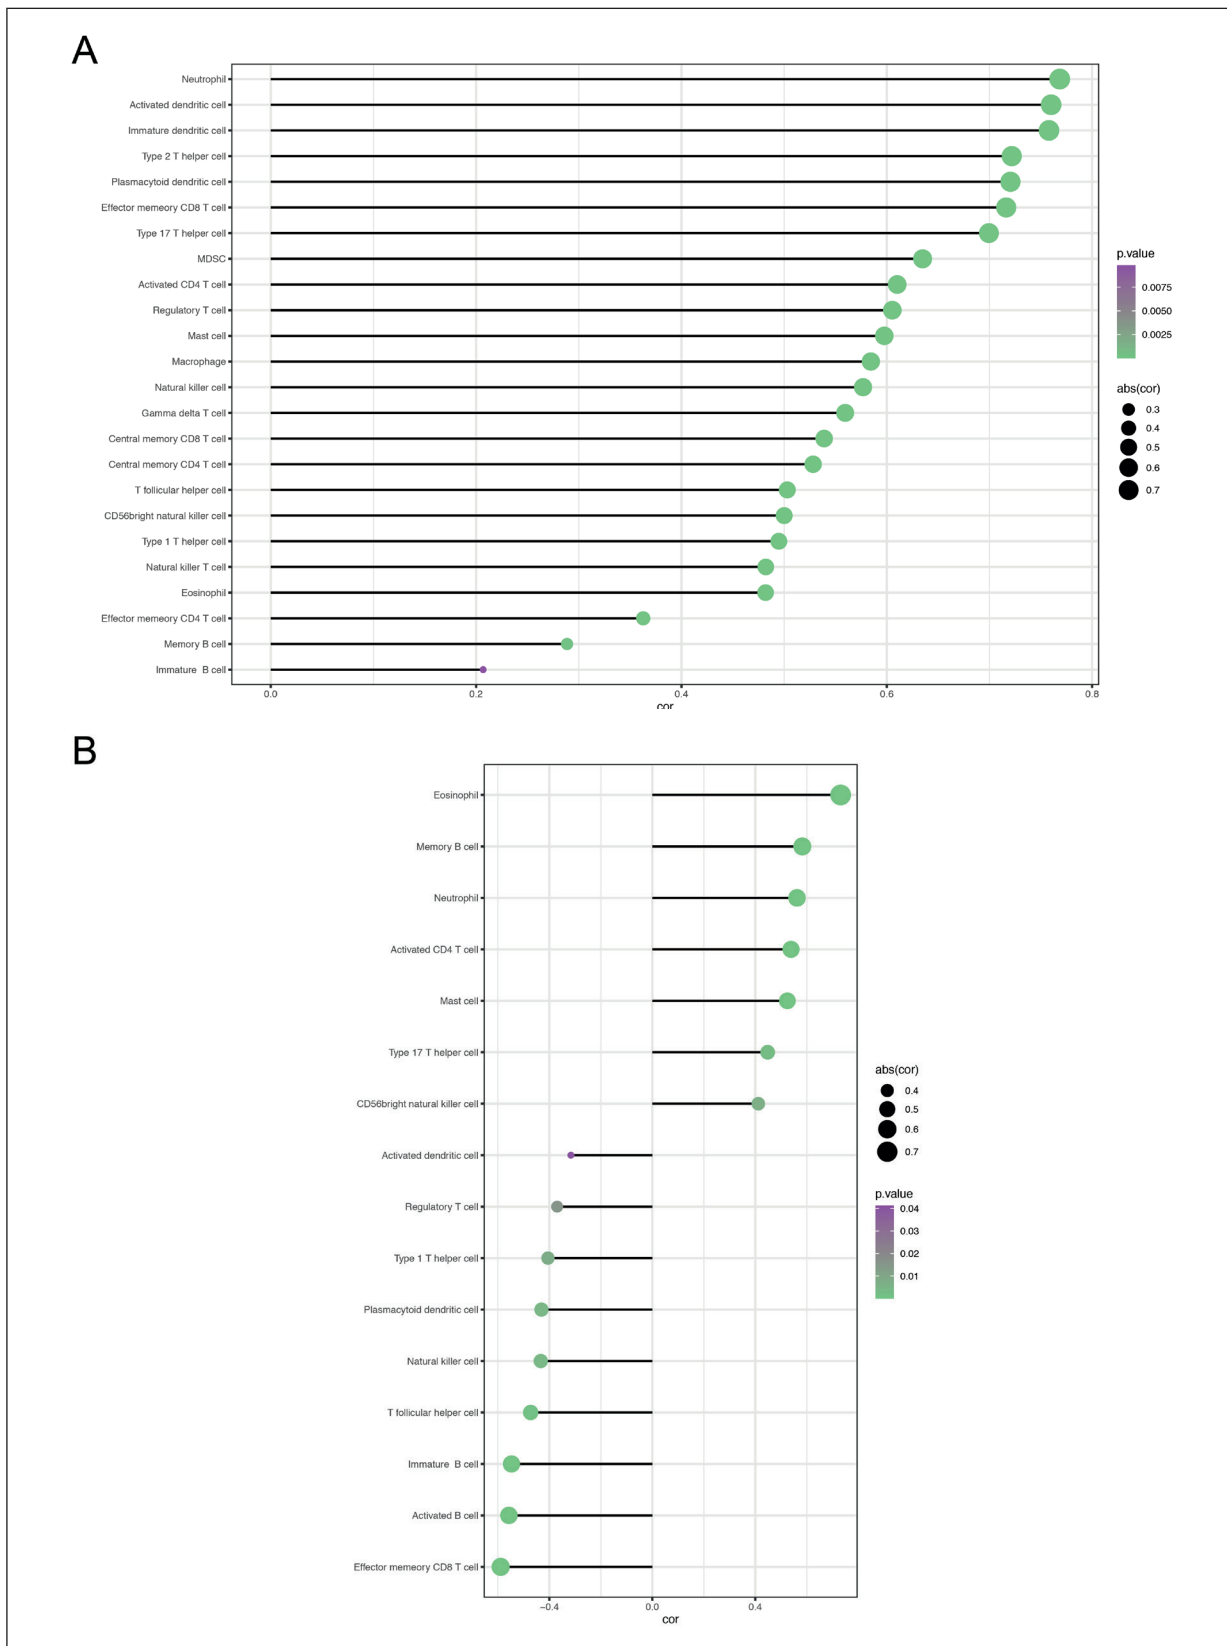 A
Neutrophil
Activated dendritic cell
Immature dendritic cell
Type 2 T helper cell
Plasmacytoid dendritic cell
Effector memeory CD8 T cell
Type 17 T helper cell
MDSC
Activated CD4 T cell
Regulatory T cell
Mast cell
Macrophage
Natural killer cell
Gamma delta T cell
Central memory CD8 T cell
Central memory CD4 T cell
T follicular helper cell
CD56bright natural killer cell
Type 1 T helper cell
Natural killer T cell
Eosinophil
Effector memeory CD4 T cell
Memory B cell
Immature  B cell
0.0 0.2 0.4 0.6 0.8
cor
p.value
0.0075
0.0050
0.0025
abs(cor)
0.3
0.4
0.5
0.6
0.7
B
Eosinophil
Memory B cell
Neutrophil
Activated CD4 T cell
Mast cell
Type 17 T helper cell
CD56bright natural killer cell
Activated dendritic cell
Regulatory T cell
Type 1 T helper cell
Plasmacytoid dendritic cell
Natural killer cell
T follicular helper cell
Immature  B cell
Activated B cell
Effector memeory CD8 T cell
−0.4 0.0 0.4
cor
abs(cor)
0.4
0.5
0.6
0.7
p.value
0.04
0.03
0.02
0.01